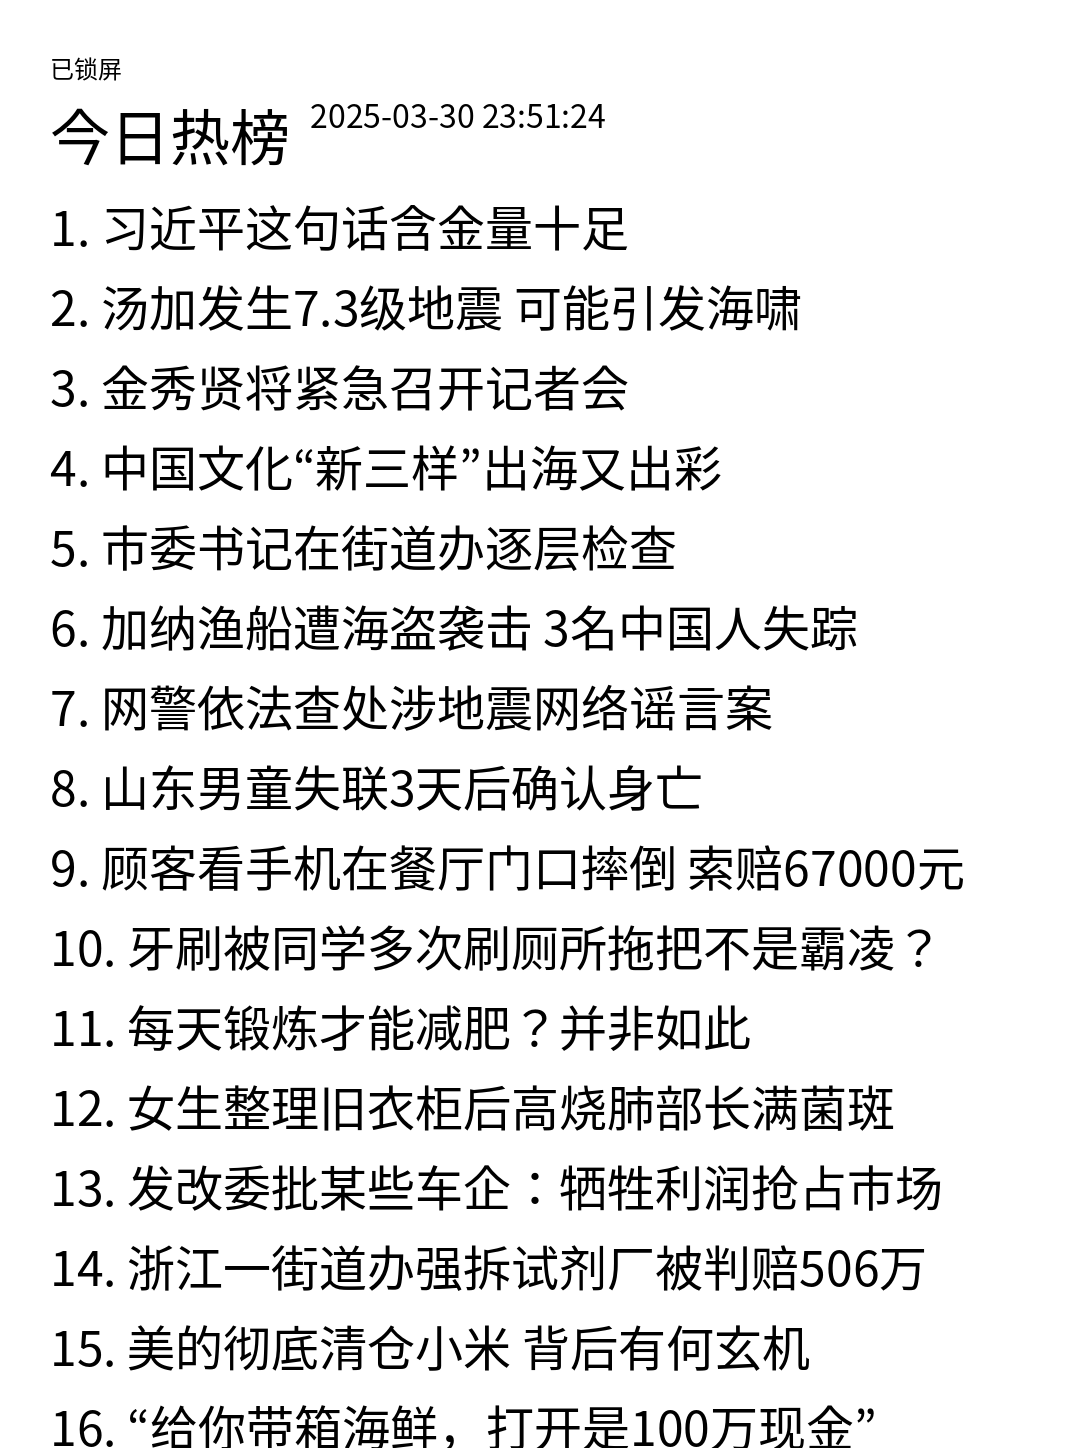 已锁屏
今日热榜 2025-03-30 23:51:24
1. 习近平这句话含金量十足
2. 汤加发生7.3级地震 可能引发海啸
3. 金秀贤将紧急召开记者会
4. 中国文化“新三样”出海又出彩
5. 市委书记在街道办逐层检查
6. 加纳渔船遭海盗袭击 3名中国人失踪
7. 网警依法查处涉地震网络谣言案
8. 山东男童失联3天后确认身亡
9. 顾客看手机在餐厅门口摔倒 索赔67000元
10. 牙刷被同学多次刷厕所拖把不是霸凌？
11. 每天锻炼才能减肥？并非如此
12. 女生整理旧衣柜后高烧肺部长满菌斑
13. 发改委批某些车企：牺牲利润抢占市场
14. 浙江一街道办强拆试剂厂被判赔506万
15. 美的彻底清仓小米 背后有何玄机
16. “给你带箱海鲜，打开是100万现金”